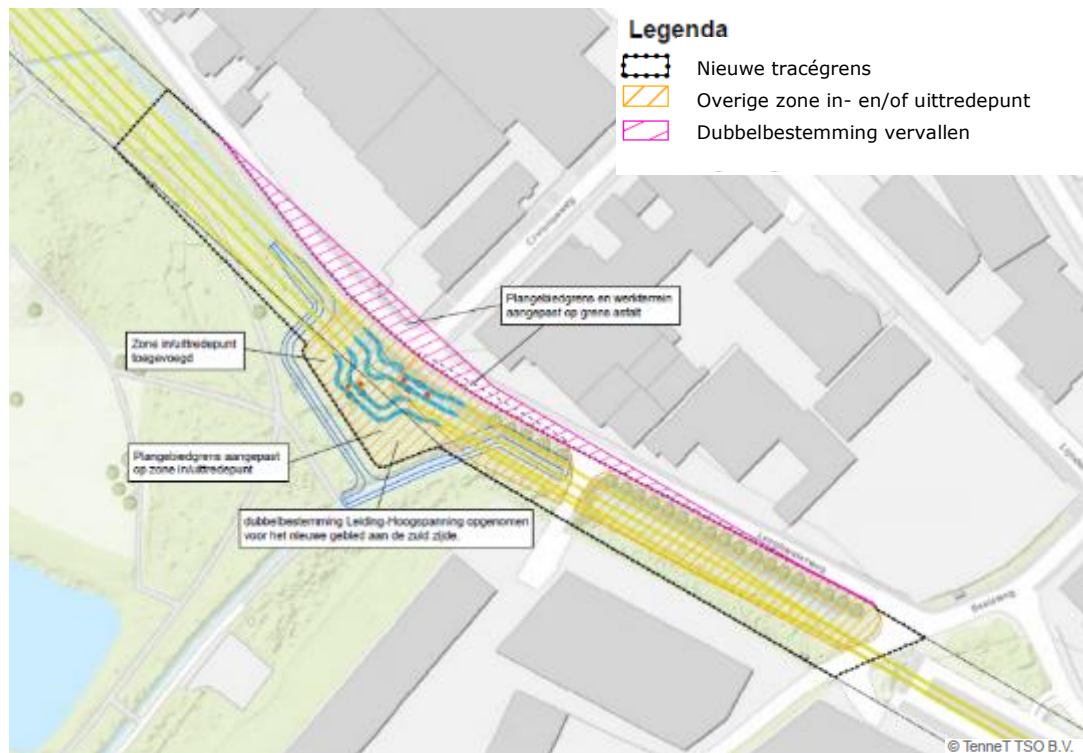 Legenda
Nieuwe tracégrens
Overige zone in- en/of uittredepunt
Dubbelbestemming vervallen
Plangebiedgrens en werkterrein
aangepast op grens asfalt
Zone in/uittredepunt
toegevoegd
Plangebiedgrens aangepast
op zone in/uittredepunt
dubbelbestemming Leiding-Hoogspanning opgenomen
voor het nieuwe gebied aan de zuid zijde.
© TenneT TSO B.V.